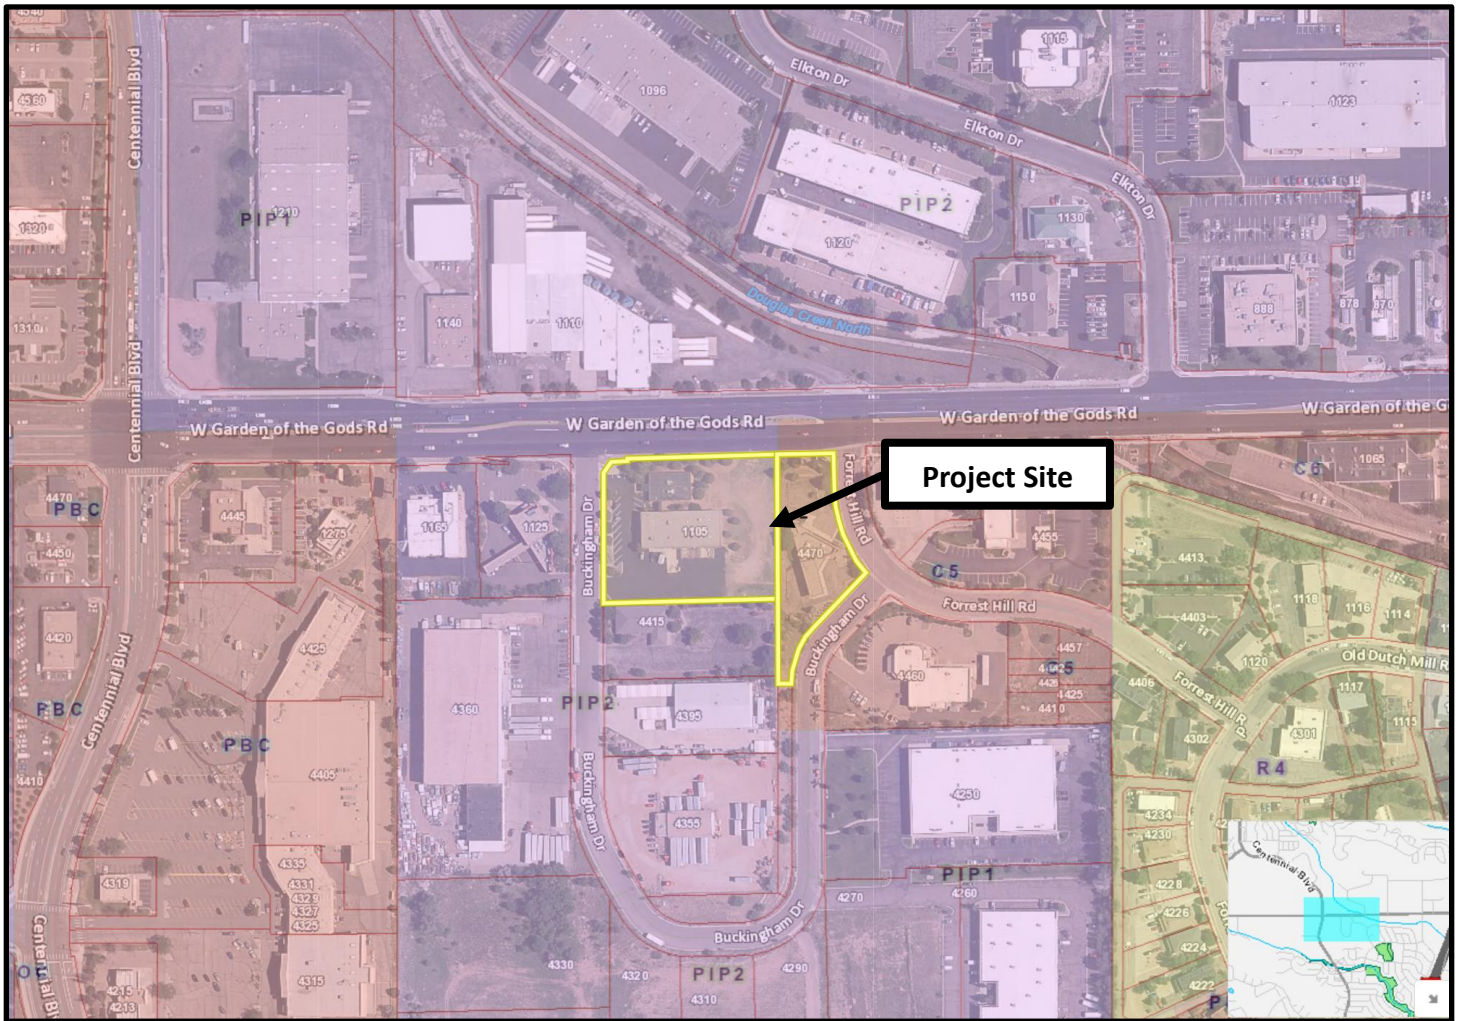 4540
Centennial Blvd
4560
1320
1310
PIP1
1210
1096
Elkton Dr
1115
Elkton Dr
1123
Elkton Dr
PIP2
1120
1130
1150
888
878
870
1140
1110
Douglas Creek North
Centennial Blvd
W Garden of the Gods Rd
W Garden of the Gods Rd
W Garden of the Gods Rd
W Garden of the G
Project Site
4470
PBC
4450
4445
1275
1165
1125
Buckingham Dr
1105
4470
Forrest Hill Rd
4455
C5
C6
1065
4413
Forrest Hill Rd
4403
1118
1116
1114
4420
Centennial Blvd
4425
4415
Buckingham Dr
4460
4457
C5
4425
4410
4406
1120
Old Dutch Mill R
Forrest Hill R
1117
1115
PBC
PBC
4405
4360
PIP2
4395
4302
4301
R4
4410
Buckingham Dr
4355
4250
4234
4230
4319
4335
4331
4329
4327
4325
PIP1
4270
4260
4228
4226
4224
4222
Centennial Bl
4215
4213
4315
4330
4320
Buckingham Dr
PIP2
4310
4290
Centennial Blvd